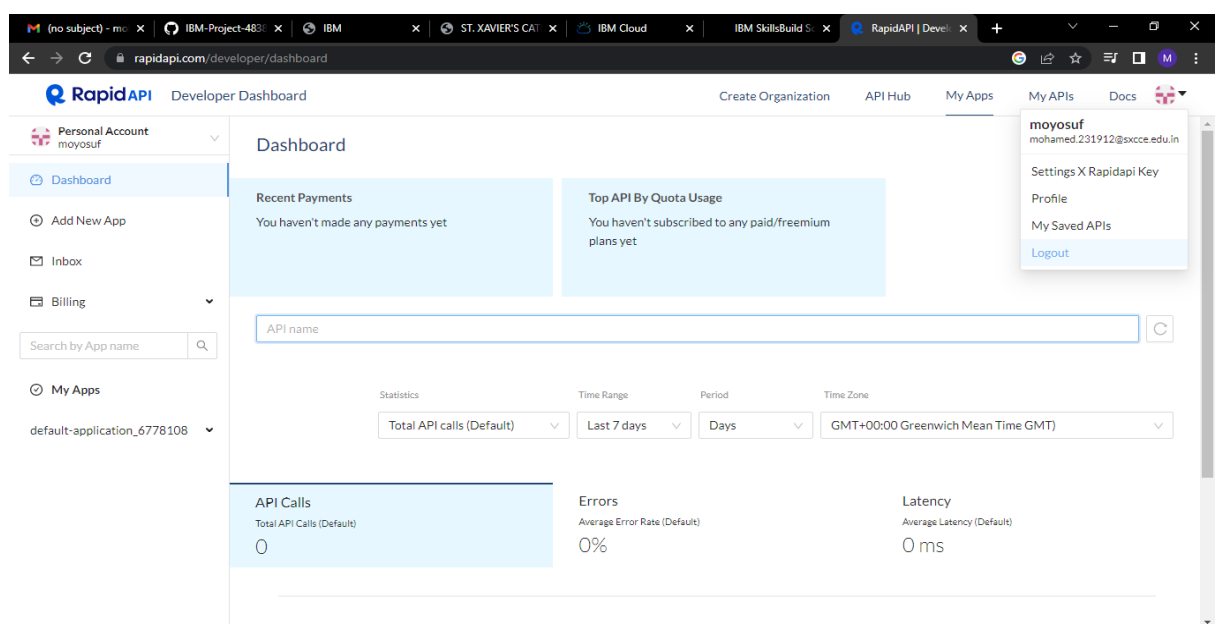 (no subject) - mo
IBM-Project-4838
IBM
ST. XAVIER'S CAT
IBM Cloud
IBM SkillsBuild So
RapidAPI | Develo
rapidapi.com/developer/dashboard
M
RapidAPI Developer Dashboard
Create Organization
API Hub
My Apps
My APIs
Docs
Personal Account
moyosuf
moyosuf
mohamed.231912@sxcce.edu.in
Settings X Rapidapi Key
Profile
My Saved APIs
Logout
Dashboard
Add New App
Inbox
Billing
Search by App name
My Apps
default-application_6778108
Dashboard
Recent Payments
You haven't made any payments yet
Top API By Quota Usage
You haven't subscribed to any paid/freemium
plans yet
API name
Statistics
Time Range
Period
Time Zone
Total API calls (Default)
Last 7 days
Days
GMT+00:00 Greenwich Mean Time GMT)
API Calls
Total API Calls (Default)
0
Errors
Average Error Rate (Default)
0%
Latency
Average Latency (Default)
0 ms